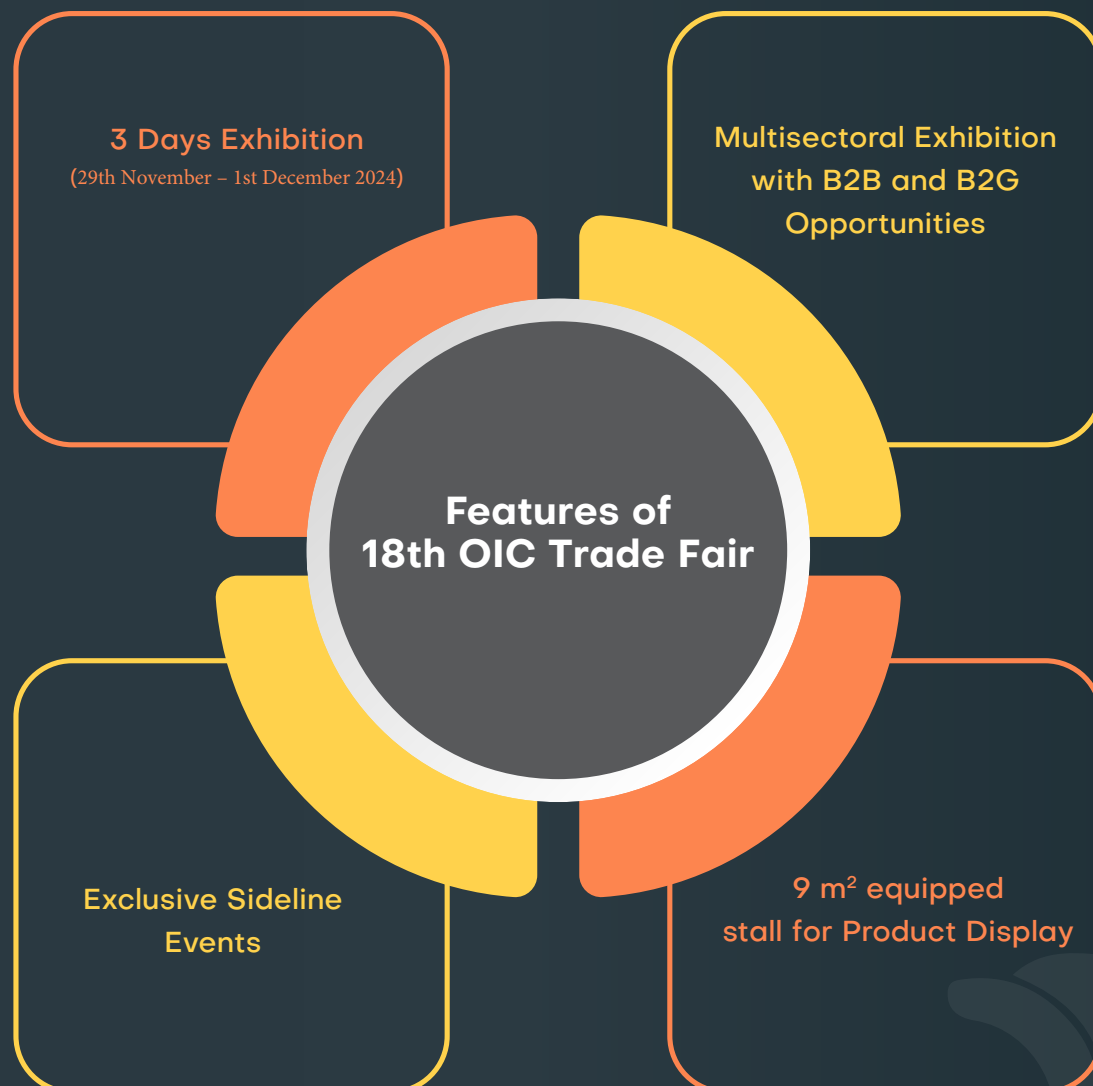 3 Days Exhibition
(29th November – 1st December 2024)
Multisectoral Exhibition
with B2B and B2G
Opportunities
Features of
18th OIC Trade Fair
Exclusive Sideline
Events
9 m² equipped
stall for Product Display